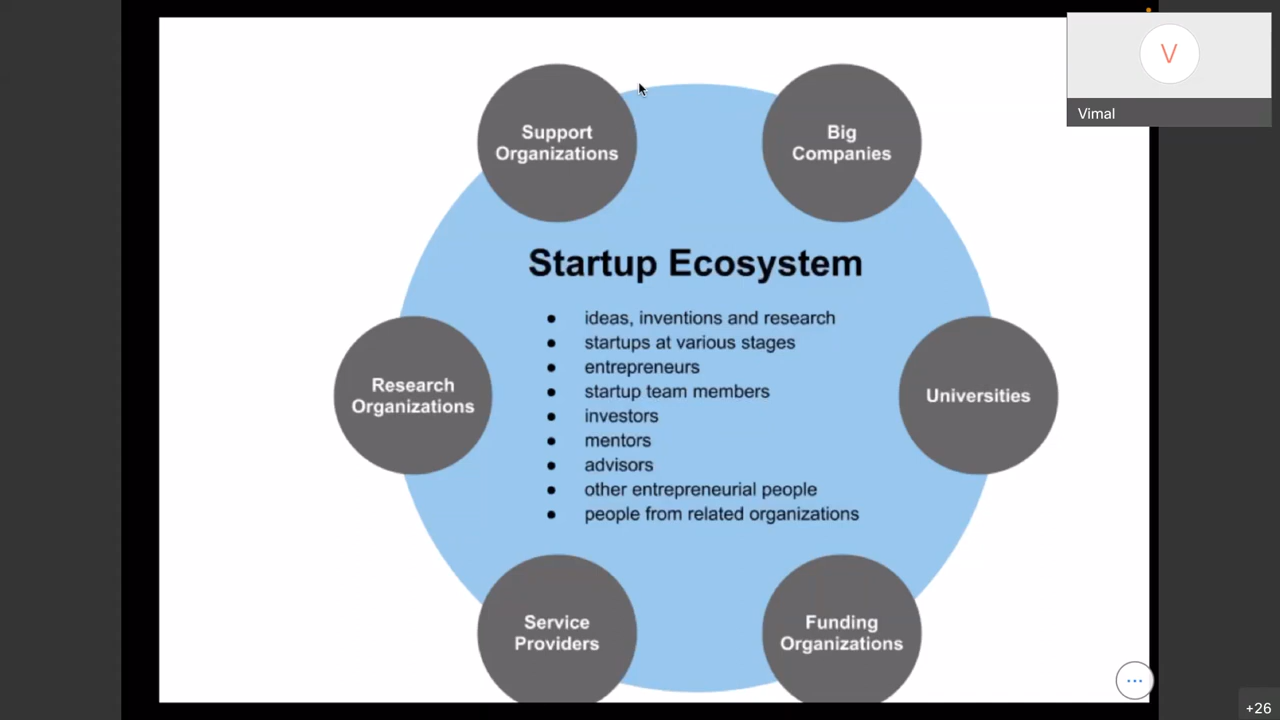 V
Vimal
Support
Organizations
Big
Companies
Startup Ecosystem
● ideas, inventions and research
● startups at various stages
● entrepreneurs
● startup team members
● investors
● mentors
● advisors
● other entrepreneurial people
● people from related organizations
Research
Organizations
Universities
Service
Providers
Funding
Organizations
+26